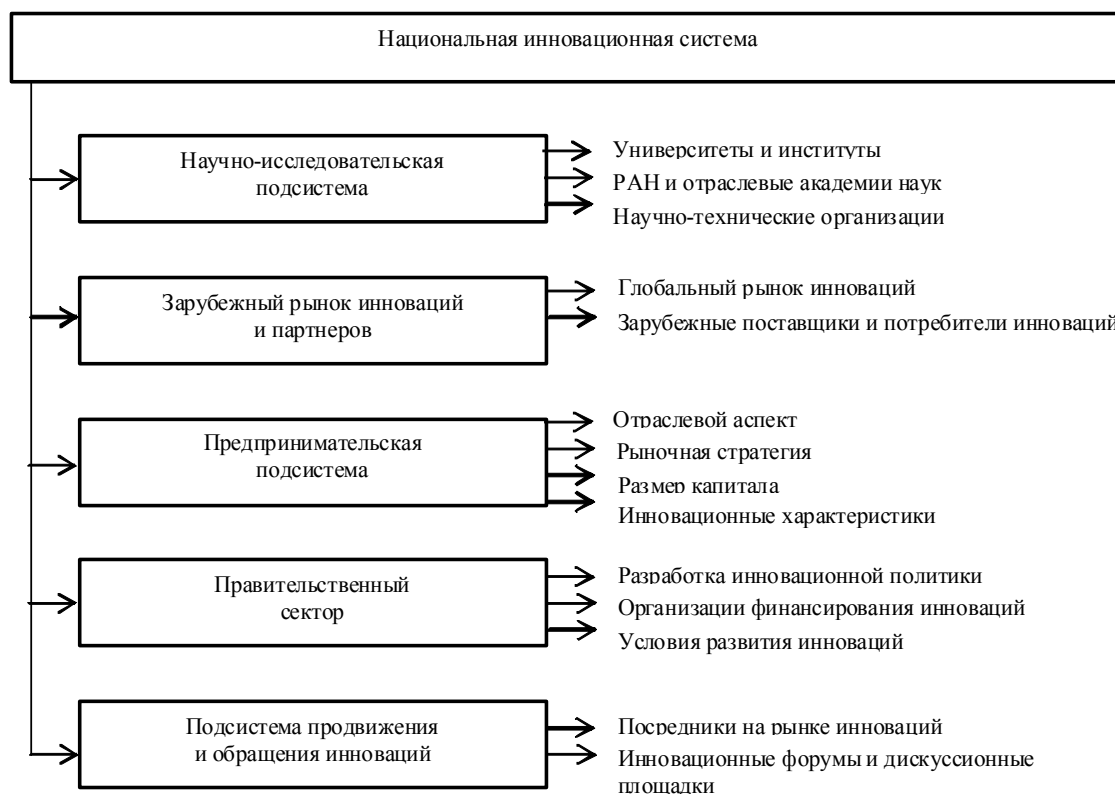 Национальная инновационная система
Научно-исследовательская
подсистема
Университеты и институты
РАН и отраслевые академии наук
Научно-технические организации
Зарубежный рынок инноваций
и партнеров
Глобальный рынок инноваций
Зарубежные поставщики и потребители инноваций
Предпринимательская
подсистема
Отраслевой аспект
Рыночная стратегия
Размер капитала
Инновационные характеристики
Правительственный
сектор
Разработка инновационной политики
Организации финансирования инноваций
Условия развития инноваций
Подсистема продвижения
и обращения инноваций
Посредники на рынке инноваций
Инновационные форумы и дискуссионные
площадки